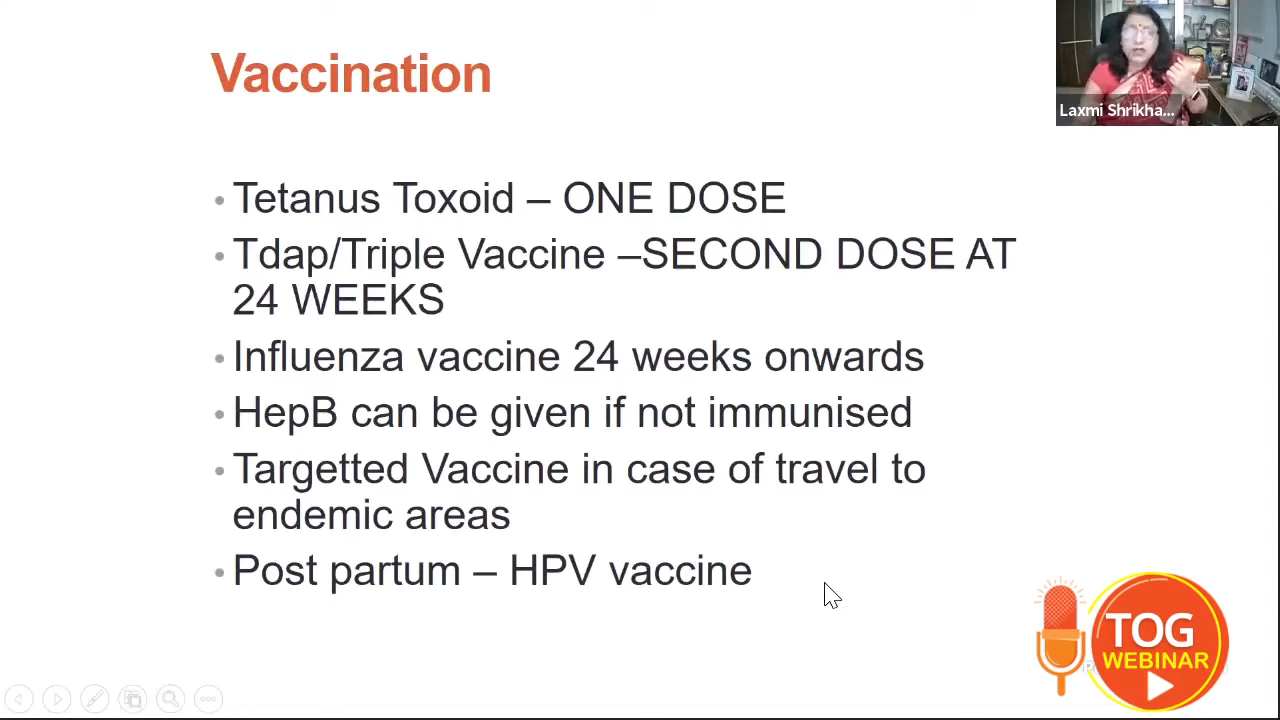 Vaccination
Laxmi Shrikha...
• Tetanus Toxoid – ONE DOSE
• Tdap/Triple Vaccine –SECOND DOSE AT
24 WEEKS
• Influenza vaccine 24 weeks onwards
• HepB can be given if not immunised
• Targetted Vaccine in case of travel to
endemic areas
• Post partum – HPV vaccine
TOG
WEBINAR